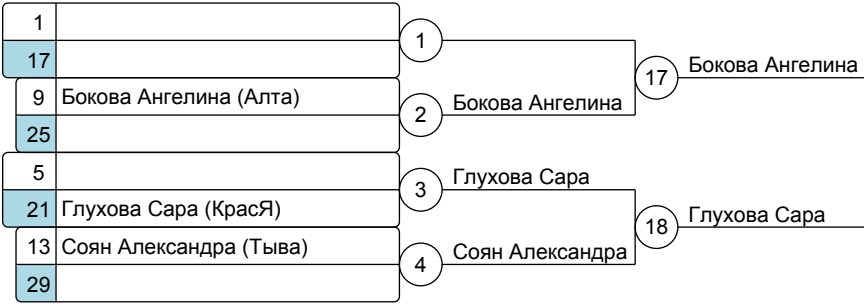 1
17
9 Бокова Ангелина (Алта)
25
5
21 Глухова Сара (КрасЯ)
13 Соян Александра (Тыва)
29
1
2
3
4
Бокова Ангелина
Глухова Сара
Соян Александра
17
18
Бокова Ангелина
Глухова Сара